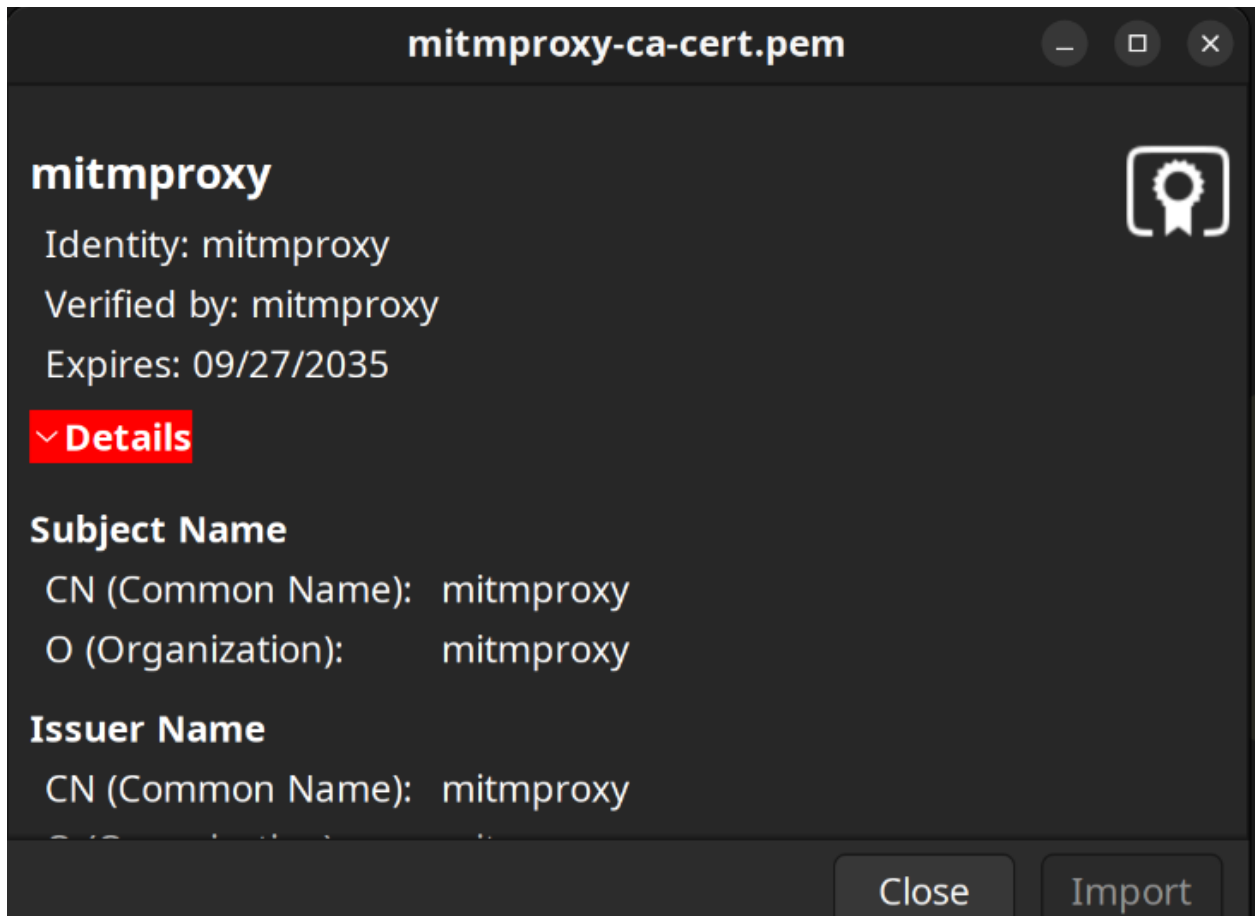 mitmproxy-ca-cert.pem
mitmproxy
Identity: mitmproxy
Verified by: mitmproxy
Expires: 09/27/2035
Details
Subject Name
CN (Common Name): mitmproxy
O (Organization): mitmproxy
Issuer Name
CN (Common Name): mitmproxy
Close Import